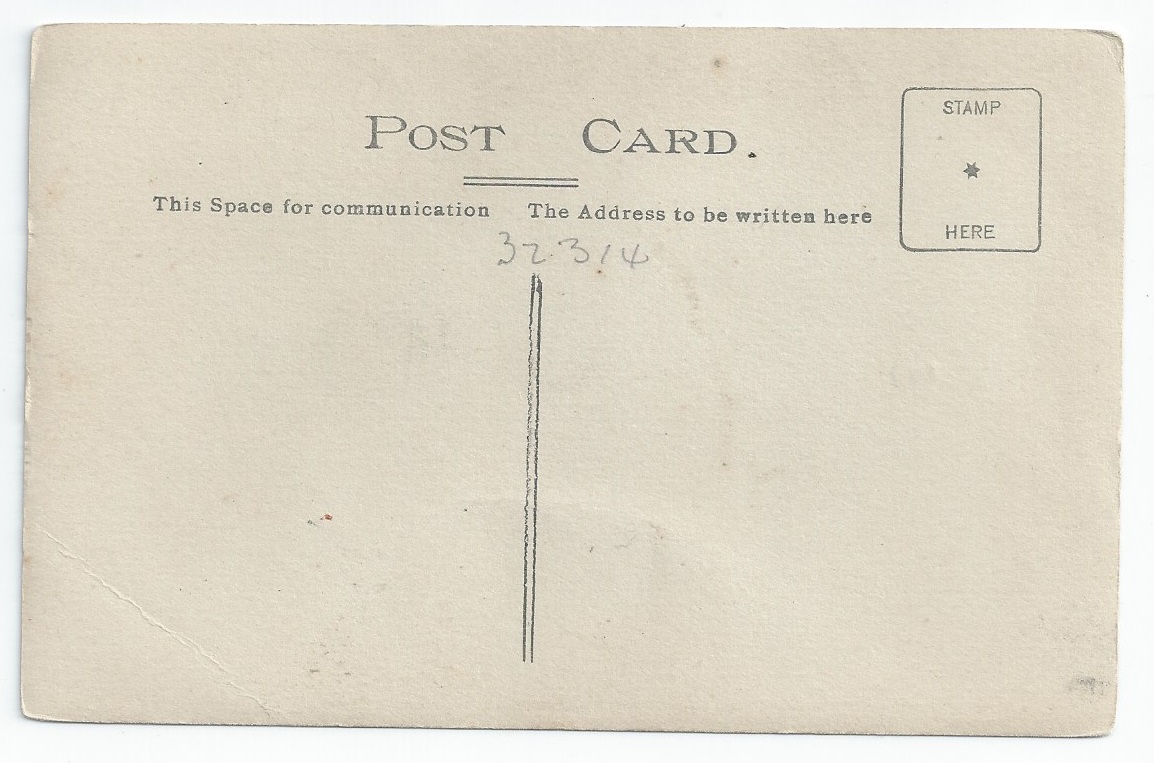 POST CARD.
STAMP
HERE
This Space for communication
The Address to be written here
32314